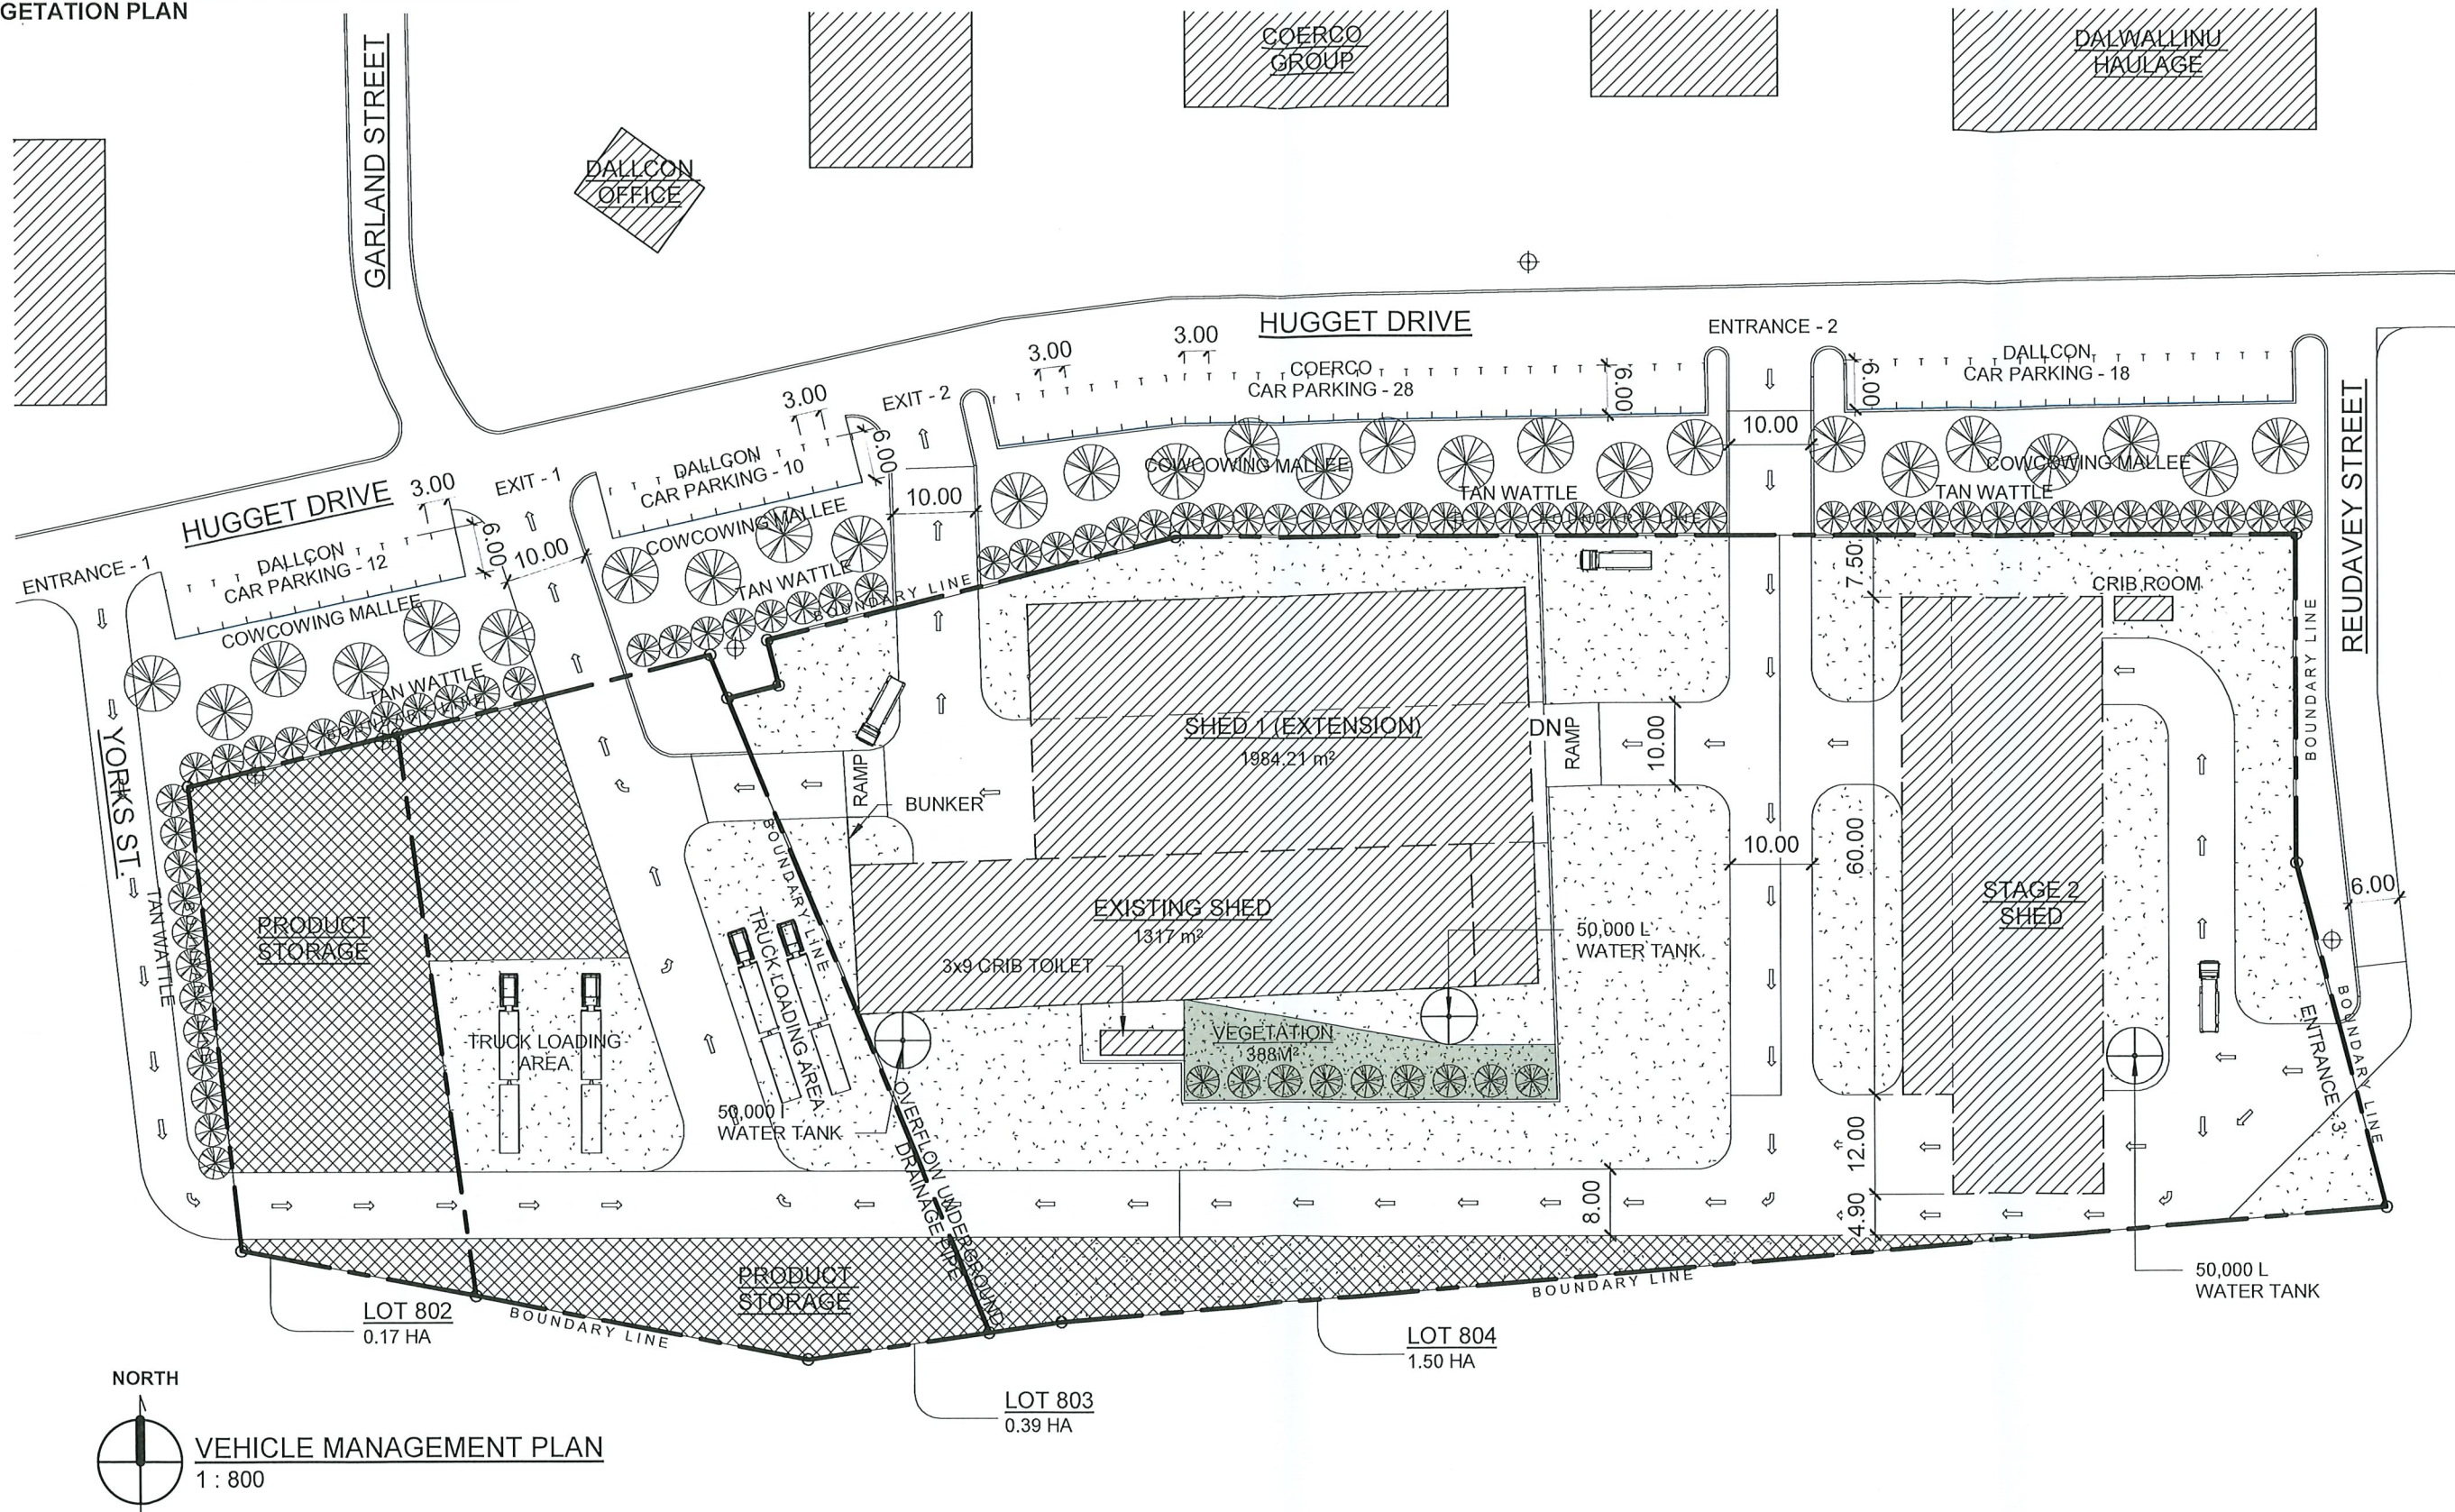 GETATION PLAN
GARLAND STREET
DALLCON
OFFICE
COERCO
GROUP
DALWALLINU
HAULAGE
HUGGET DRIVE
3.00
3.00
COERCO
CAR PARKING - 28
6.00
ENTRANCE - 2
DALLCON
CAR PARKING - 18
6.00
REUDAVEY STREET
3.00
EXIT - 2
6.00
DALLCON
CAR PARKING - 10
10.00
10.00
COWCOWING MALLEE
TAN WATTLE
BOUNDARY LINE
COWCOWING MALLEE
TAN WATTLE
HUGGET DRIVE
3.00
EXIT - 1
6.00
10.00
DALLCON
CAR PARKING - 12
ENTRANCE - 1
COWCOWING MALLEE
TAN WATTLE
BOUNDARY LINE
COWCOWING MALLEE
TAN WATTLE
BOUNDARY LINE
7.50
CRIB ROOM
BOUNDARY LINE
YORKS ST.
TAN WATTLE
SHED 1 (EXTENSION)
1984.21 m²
DN
RAMP
10.00
RAMP
BUNKER
BOUNDARY LINE
10.00
60.00
STAGE 2
SHED
6.00
PRODUCT
STORAGE
EXISTING SHED
1317 m²
50,000 L
WATER TANK
3x9 CRIB TOILET
TRUCK LOADING AREA
TRUCK LOADING
AREA
VEGETATION
388M²
50,000 l
WATER TANK
OVERFLOW UNDERGROUND
DRAINAGE PIPE
ENTRANCE - 3
BOUNDARY LINE
12.00
8.00
4.90
PRODUCT
STORAGE
50,000 L
WATER TANK
BOUNDARY LINE
LOT 802
0.17 HA
BOUNDARY LINE
LOT 804
1.50 HA
LOT 803
0.39 HA
NORTH
VEHICLE MANAGEMENT PLAN
1 : 800